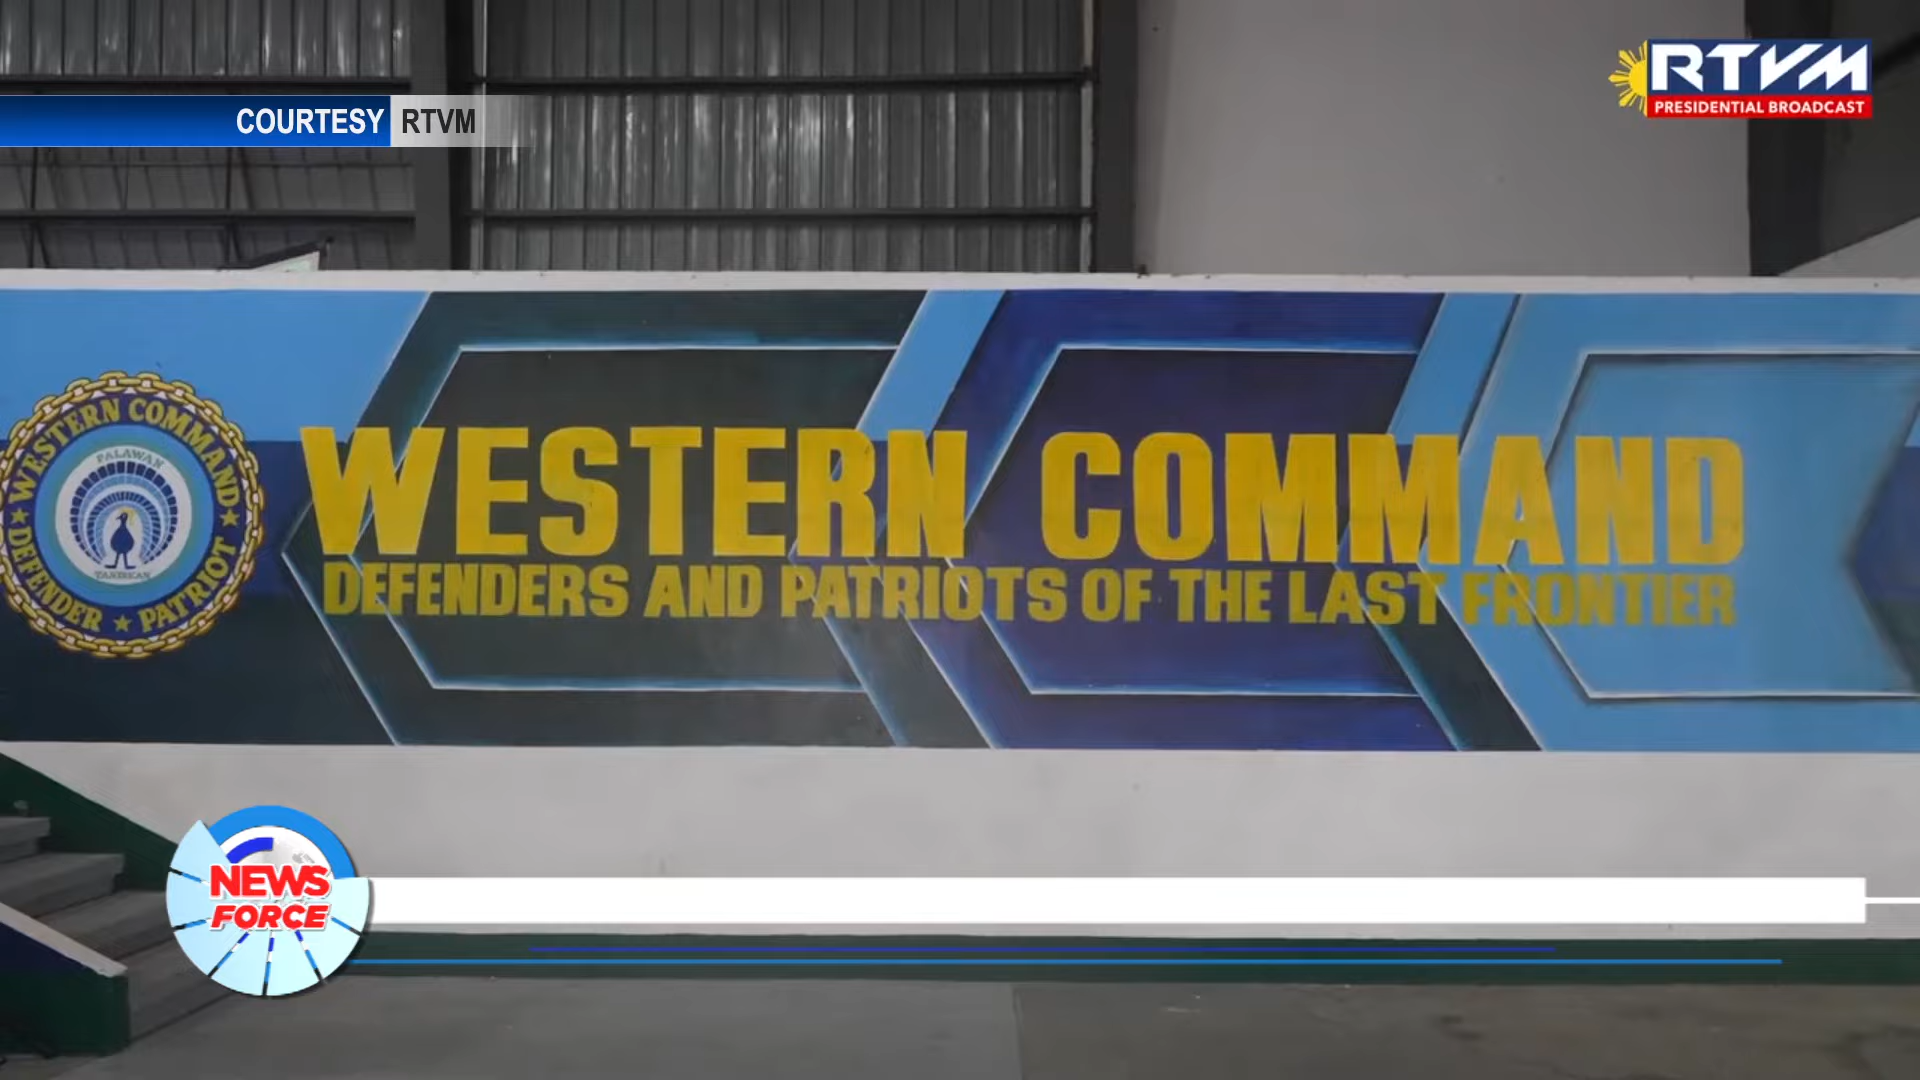 RTVM
PRESIDENTIAL BROADCAST
COURTESY RTVM
WESTERN COMMAND
DEFENDERS AND PATRIOTS OF THE LAST FRONTIER
WESTERN COMMAND
PALAWAN
TANDIKAN
★ DEFENDER ★ PATRIOT ★
NEWS
FORCE